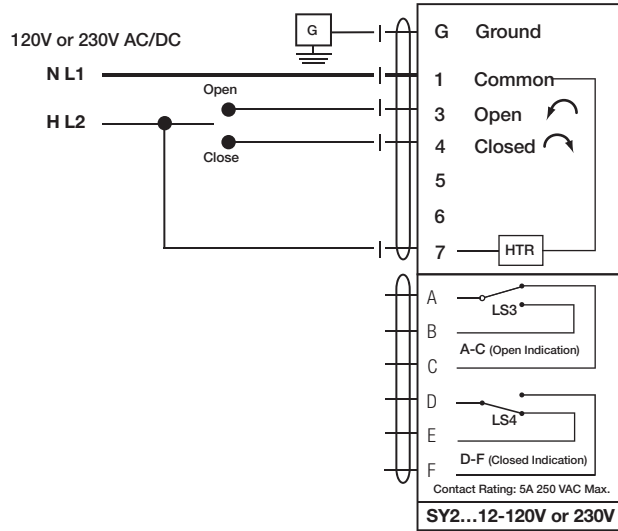 120V or 230V AC/DC
G
G Ground
N L1
1 Common
Open
3 Open
H L2
4 Closed
Close
5
6
7 HTR
A
LS3
B
A-C (Open Indication)
C
D
LS4
E
D-F (Closed Indication)
F
Contact Rating: 5A 250 VAC Max.
SY2…12-120V or 230V